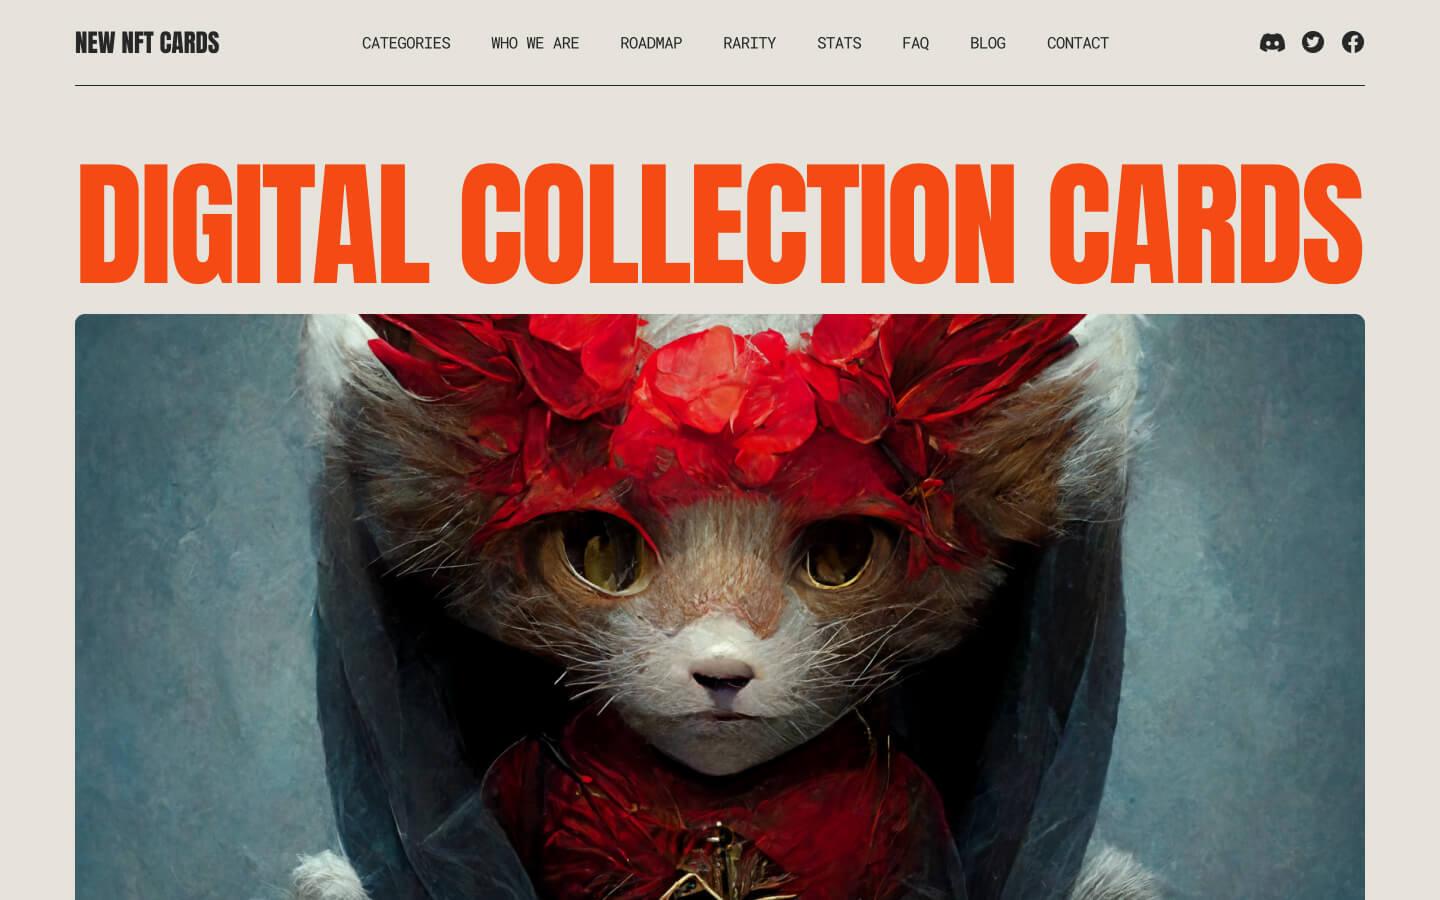 NEW NFT CARDS
CATEGORIES WHO WE ARE ROADMAP RARITY STATS FAQ BLOG CONTACT
DIGITAL COLLECTION CARDS